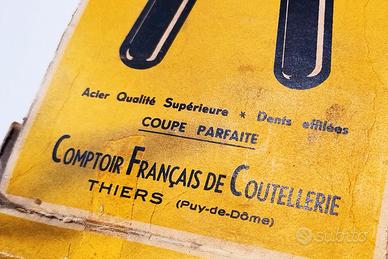 Acier Qualité Supérieure * Dents effilées
COUPE PARFAITE
COMPTOIR FRANÇAIS DE COUTELLERIE
THIERS (Puy-de-Dôme)
subito